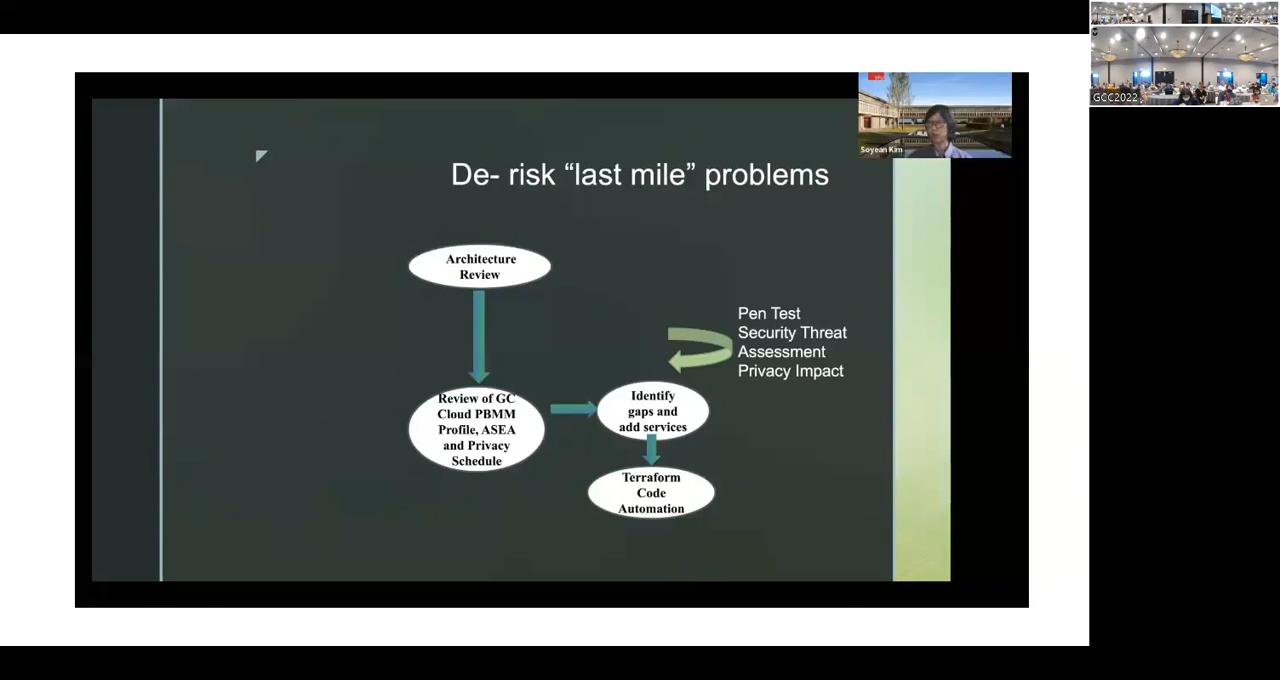 De- risk “last mile” problems
Architecture
Review
Review of GC
Cloud PBMM
Profile, ASEA
and Privacy
Schedule
Identify
gaps and
add services
Terraform
Code
Automation
Pen Test
Security Threat
Assessment
Privacy Impact
SFU
Soyean Kim
GCC2022